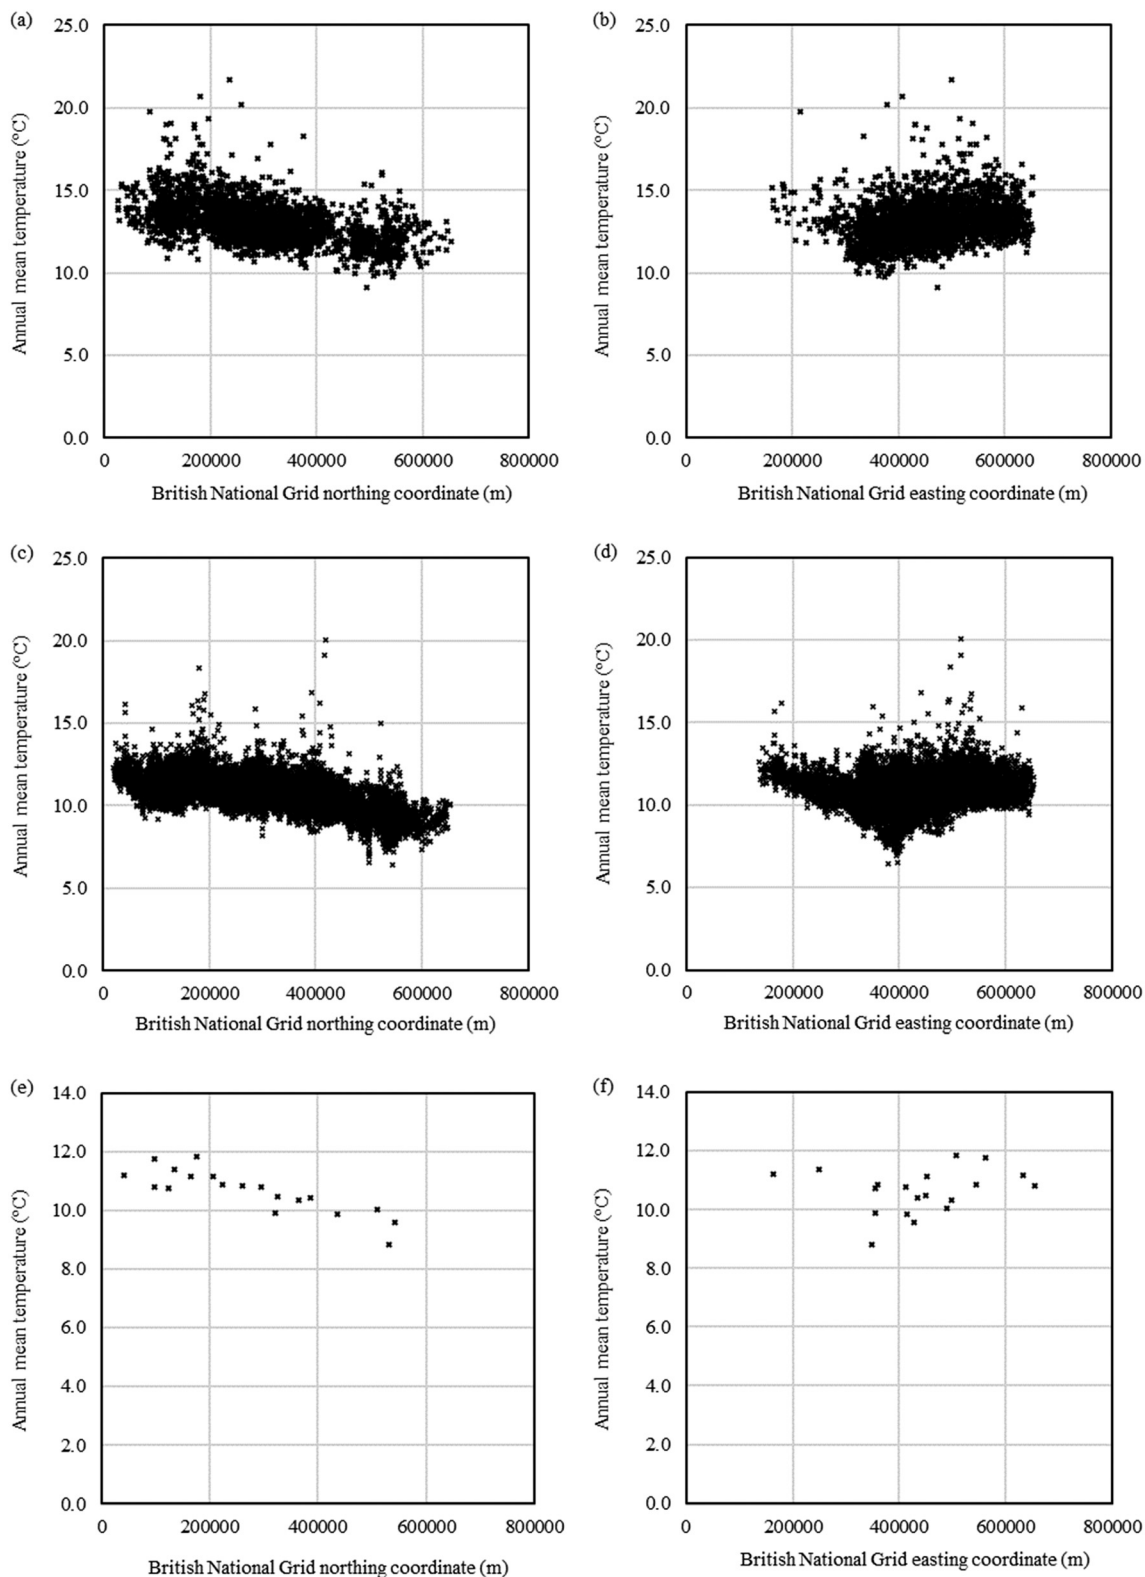 (a)
25.0
20.0
15.0
10.0
5.0
0.0
Annual mean temperature (°C)
0 200000 400000 600000 800000
British National Grid northing coordinate (m)
(b)
25.0
20.0
15.0
10.0
5.0
0.0
Annual mean temperature (°C)
0 200000 400000 600000 800000
British National Grid easting coordinate (m)
(c)
25.0
20.0
15.0
10.0
5.0
0.0
Annual mean temperature (°C)
0 200000 400000 600000 800000
British National Grid northing coordinate (m)
(d)
25.0
20.0
15.0
10.0
5.0
0.0
Annual mean temperature (°C)
0 200000 400000 600000 800000
British National Grid easting coordinate (m)
(e)
14.0
12.0
10.0
8.0
6.0
4.0
2.0
0.0
Annual mean temperature (°C)
0 200000 400000 600000 800000
British National Grid northing coordinate (m)
(f)
14.0
12.0
10.0
8.0
6.0
4.0
2.0
0.0
Annual mean temperature (°C)
0 200000 400000 600000 800000
British National Grid easting coordinate (m)